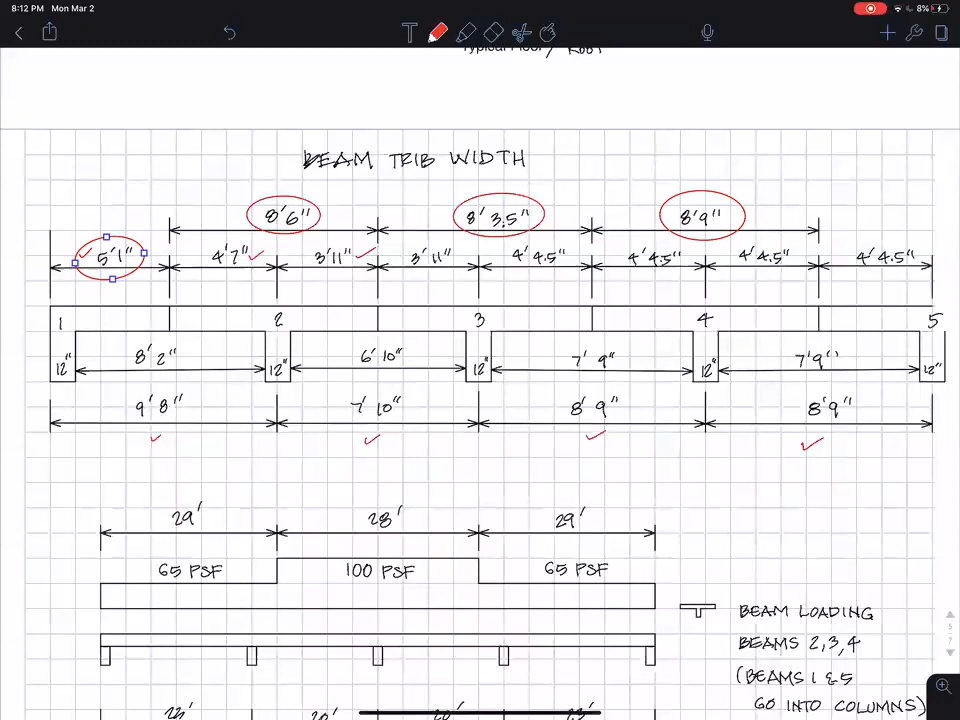 8:12 PM Mon Mar 2
8%
T
Typical Floor / Roof
BEAM TRIB WIDTH
8'6" 8'3.5" 8'9"
5'1" 4'7" 3'11" 3'11" 4'4.5" 4'4.5" 4'4.5" 4'4.5"
1 2 3 4 5
12" 8'2" 12" 6'10" 12" 7'9" 12" 7'9" 12"
9'8" 7'10" 8'9" 8'9"
29' 28' 29'
65 PSF 100 PSF 65 PSF
BEAM LOADING
BEAMS 2,3,4
(BEAMS 1 & 5
GO INTO COLUMNS)